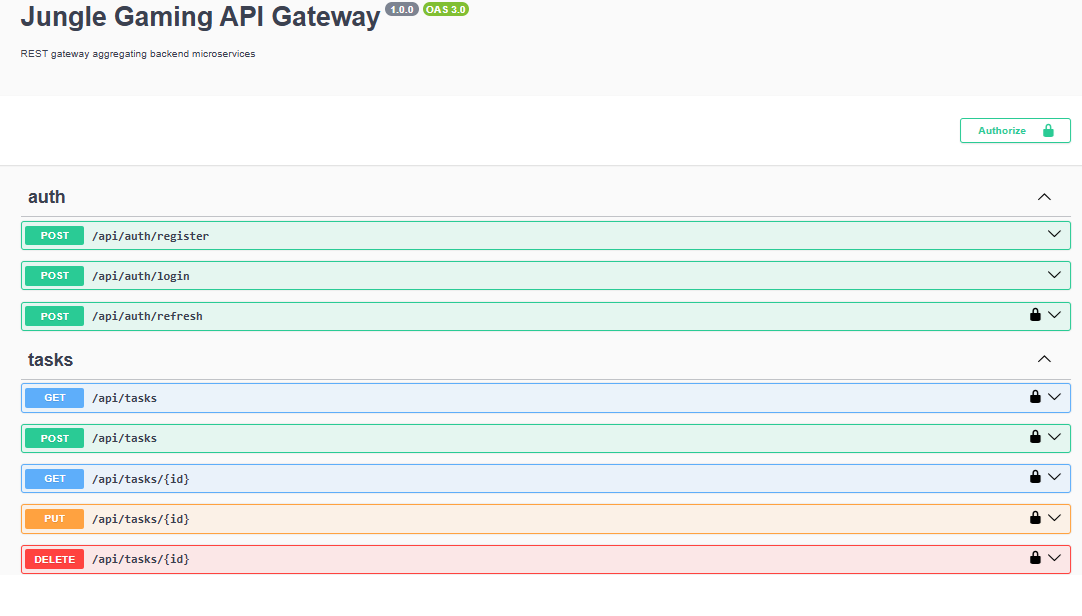 Jungle Gaming API Gateway 1.0.0 OAS 3.0
REST gateway aggregating backend microservices
Authorize
auth
POST /api/auth/register
POST /api/auth/login
POST /api/auth/refresh
tasks
GET /api/tasks
POST /api/tasks
GET /api/tasks/{id}
PUT /api/tasks/{id}
DELETE /api/tasks/{id}